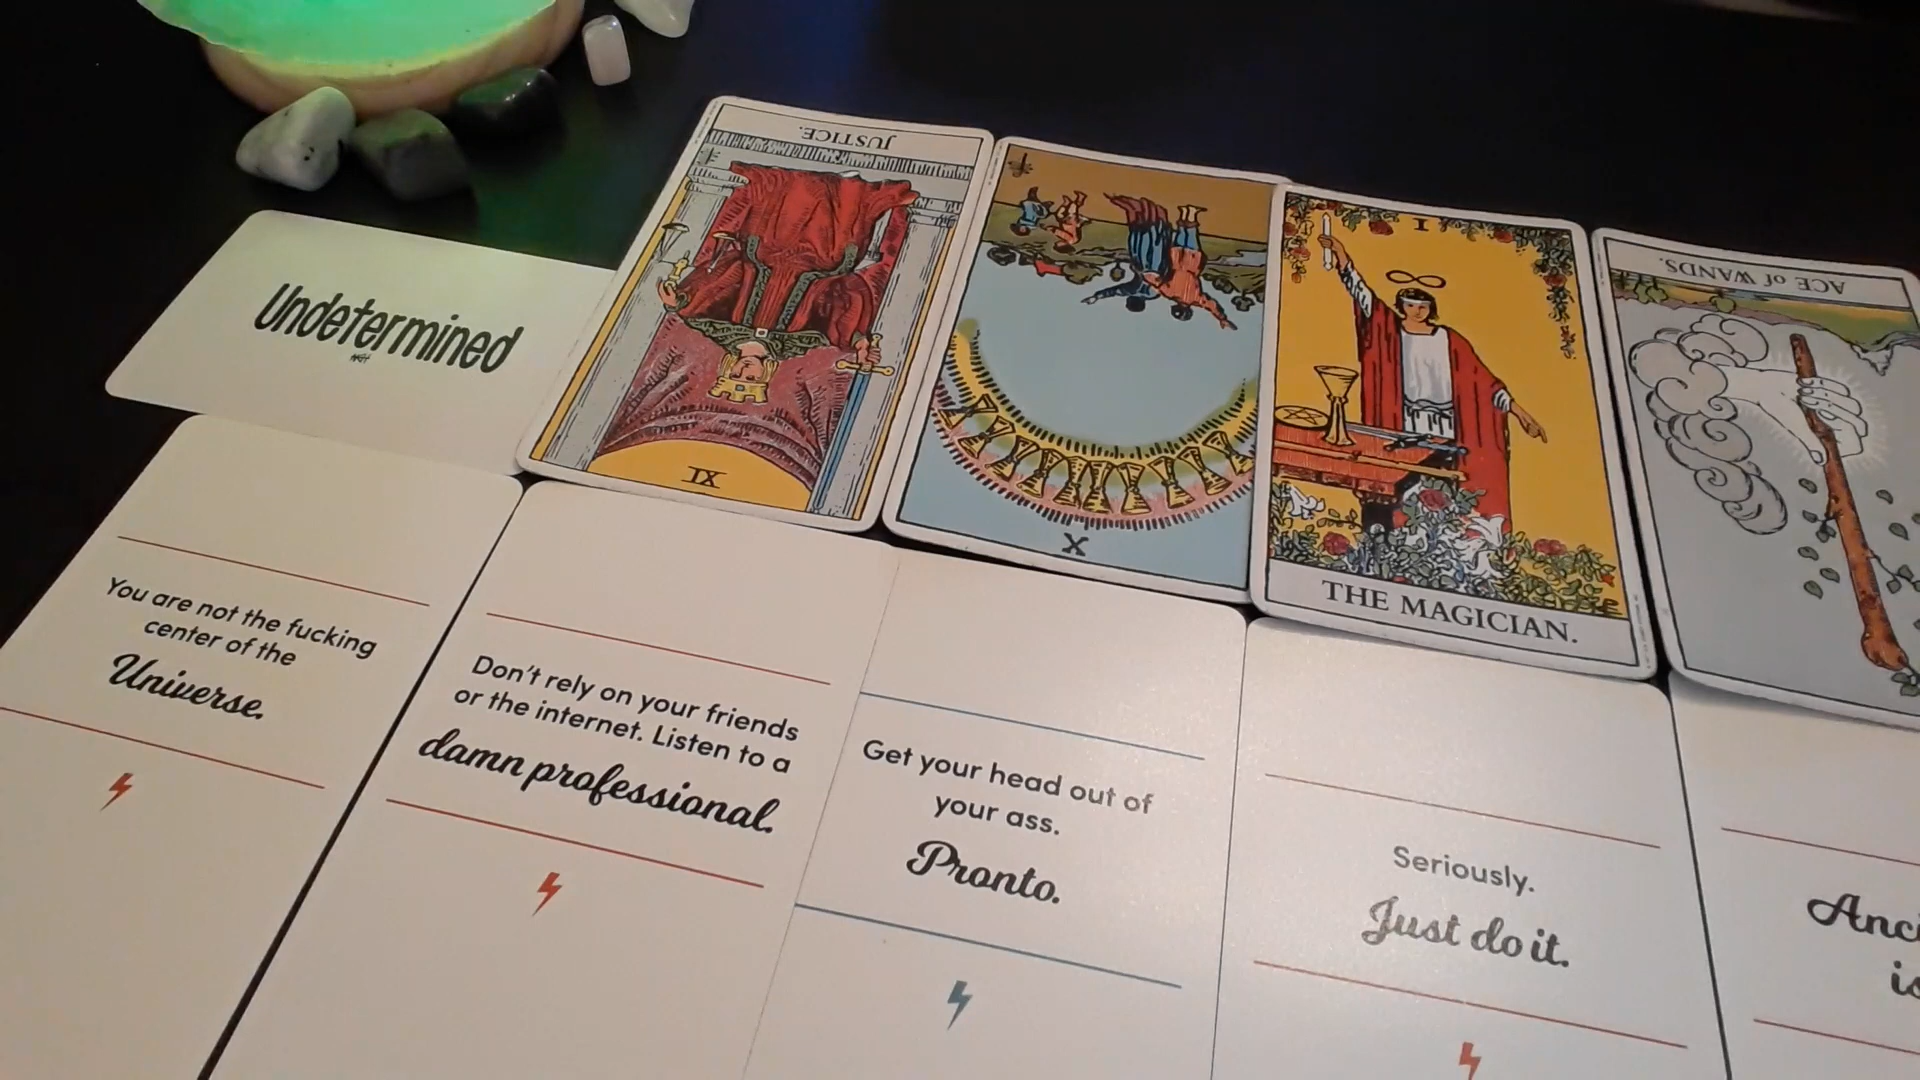 JUSTICE.
XI
X
I
THE MAGICIAN.
ACE of WANDS.
Undetermined
You are not the fucking
center of the
Universe.
Don't rely on your friends
or the internet. Listen to a
damn professional.
Get your head out of
your ass.
Pronto.
Seriously.
Just do it.